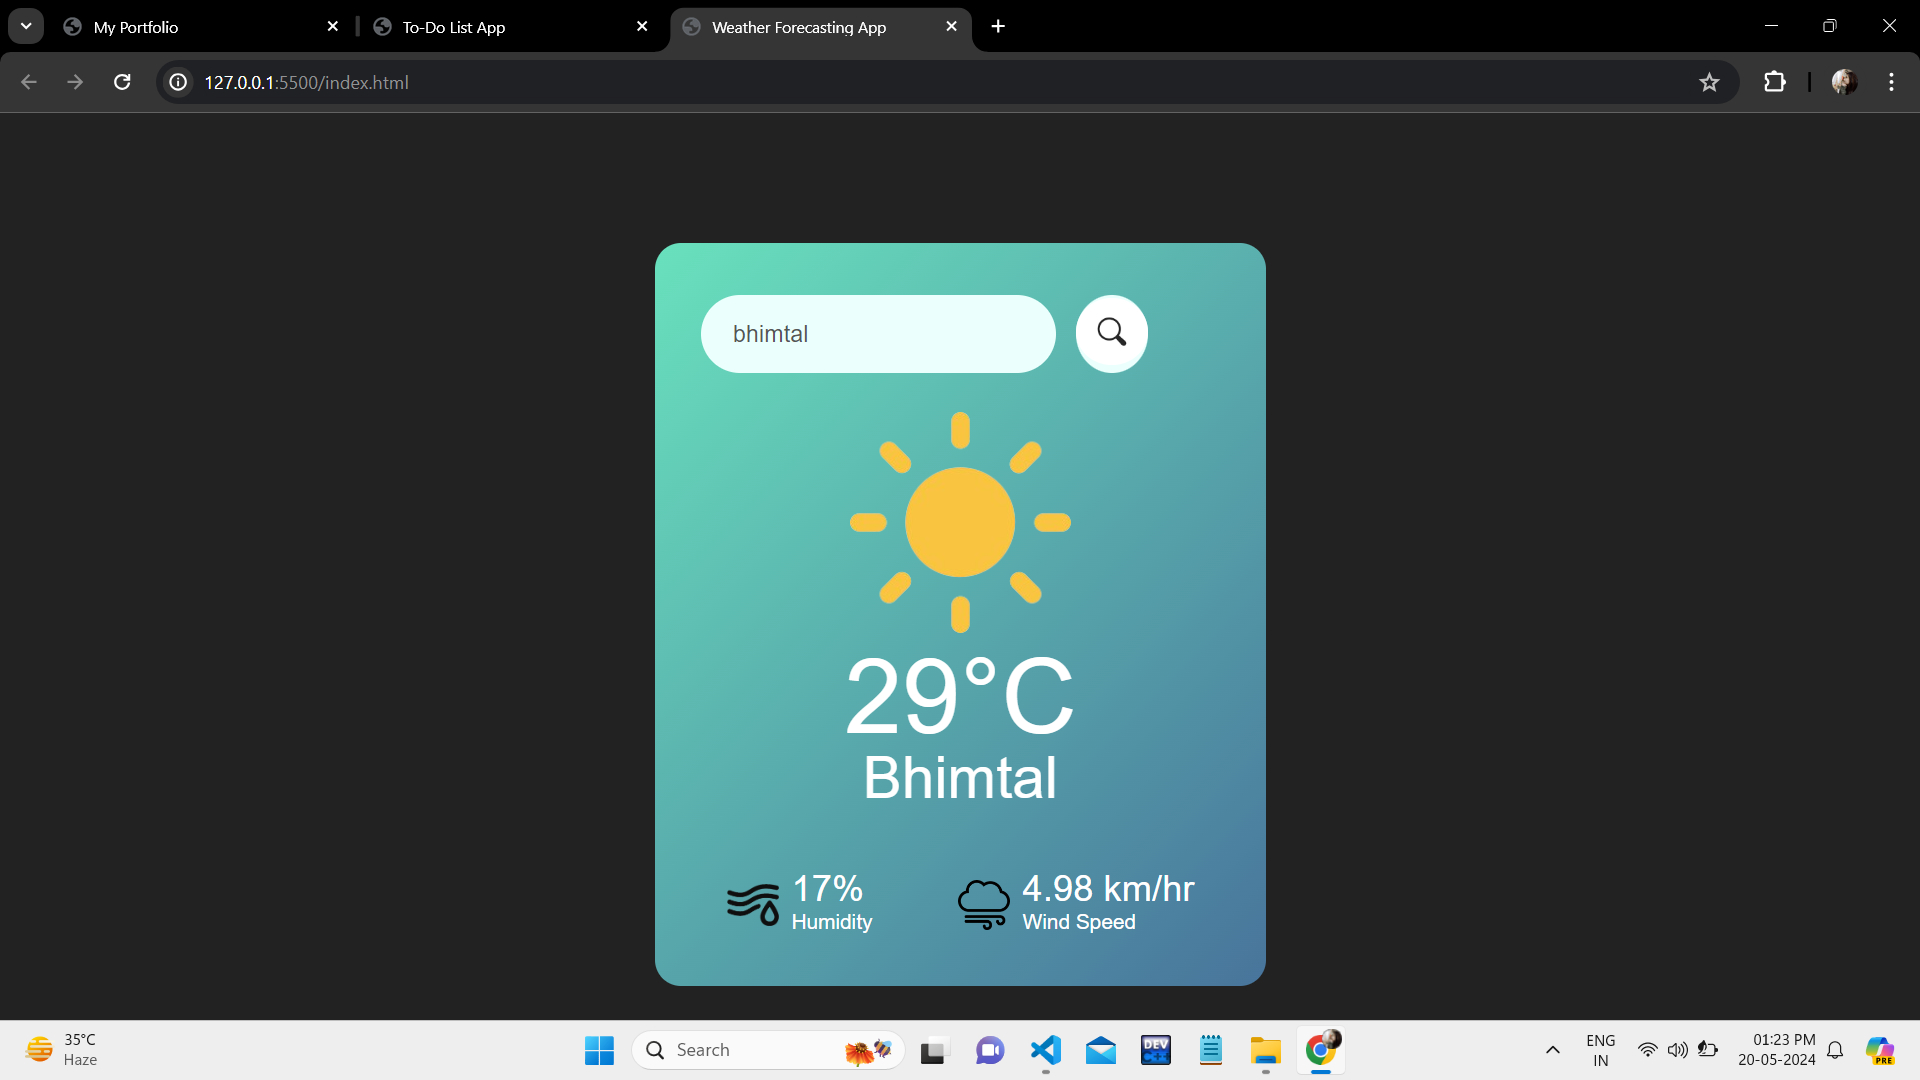 My Portfolio
To-Do List App
Weather Forecasting App
127.0.0.1:5500/index.html
bhimtal
29°C
Bhimtal
17%
Humidity
4.98 km/hr
Wind Speed
35°C
Haze
Search
DEV
C++
ENG
IN
01:23 PM
20-05-2024
PRE